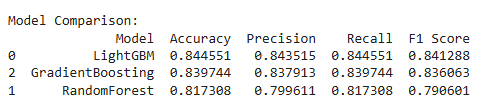 Model Comparison:
Model Accuracy Precision Recall F1 Score
0 LightGBM 0.844551 0.843515 0.844551 0.841288
2 GradientBoosting 0.839744 0.837913 0.839744 0.836063
1 RandomForest 0.817308 0.799611 0.817308 0.790601